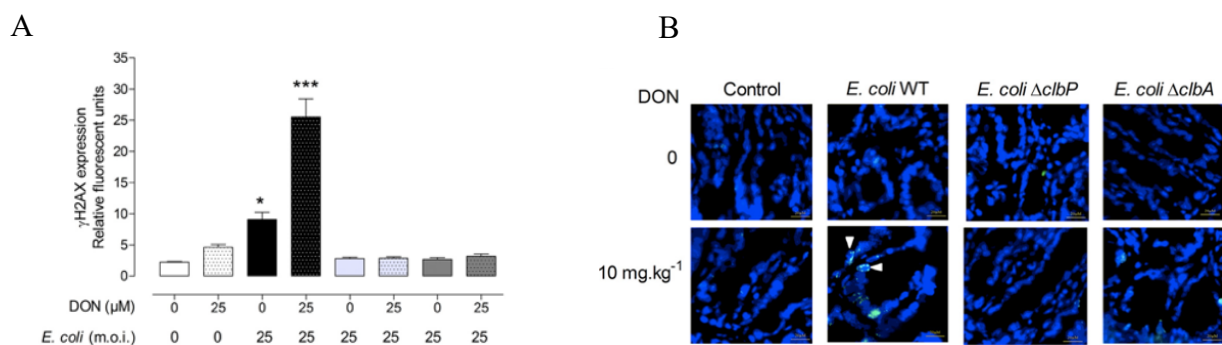 A
γH2AX expression
Relative fluorescent units
35
30
25
20
15
10
5
0
*
***
DON (µM) 0 25 0 25 0 25 0 25
E. coli (m.o.i.) 0 0 25 25 25 25 25 25
B
DON Control E. coli WT E. coli ΔclbP E. coli ΔclbA
0
10 mg.kg⁻¹